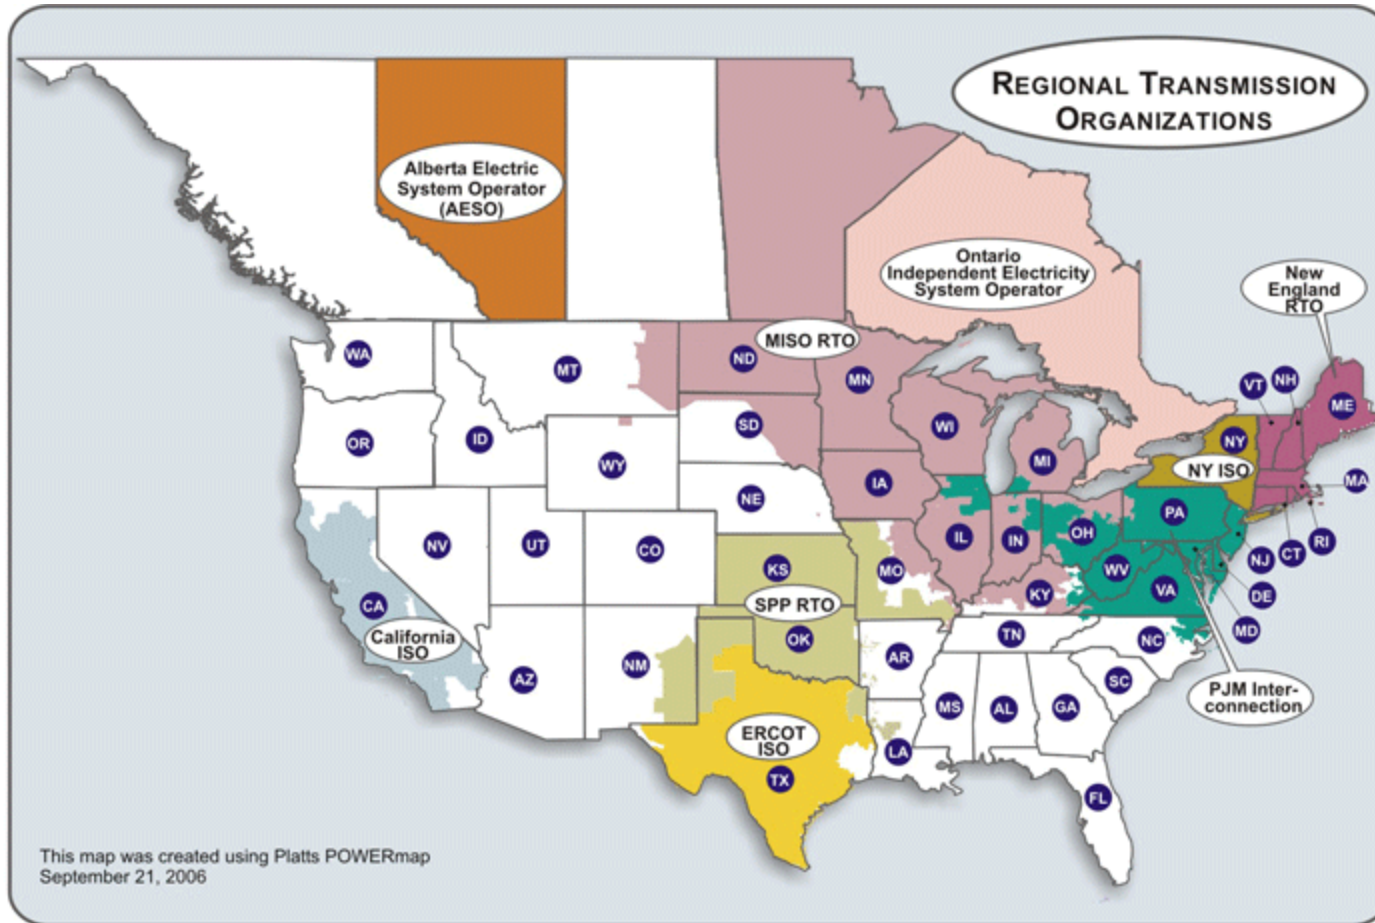 REGIONAL TRANSMISSION
ORGANIZATIONS
Alberta Electric
System Operator
(AESO)
Ontario
Independent Electricity
System Operator
New
England
RTO
MISO RTO
WA
MT
ND
MN
VT
NH
ME
OR
ID
SD
WI
NY
WY
MI
NY ISO
NE
IA
MA
PA
NV
UT
CO
IL
IN
OH
RI
CT
NJ
KS
MO
WV
VA
DE
KY
CA
SPP RTO
MD
California
ISO
OK
TN
NC
AZ
NM
AR
SC
PJM Inter-
connection
MS
AL
GA
ERCOT
ISO
LA
TX
FL
This map was created using Platts POWERmap
September 21, 2006